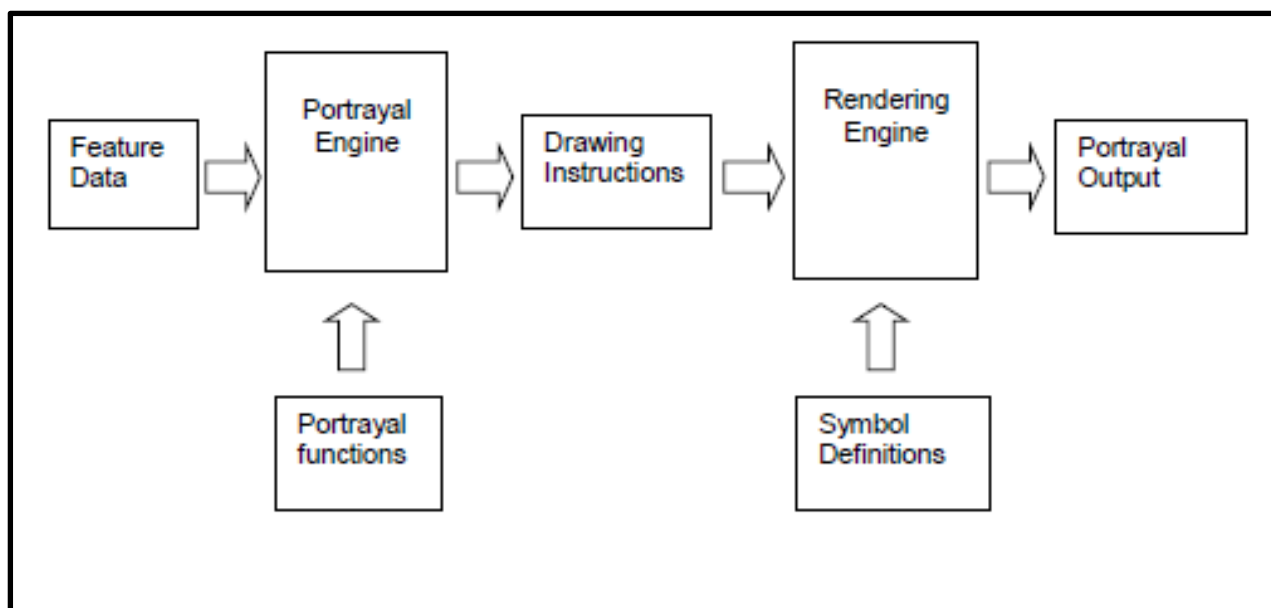 Feature
Data
Portrayal
Engine
Drawing
Instructions
Rendering
Engine
Portrayal
Output
Portrayal
functions
Symbol
Definitions